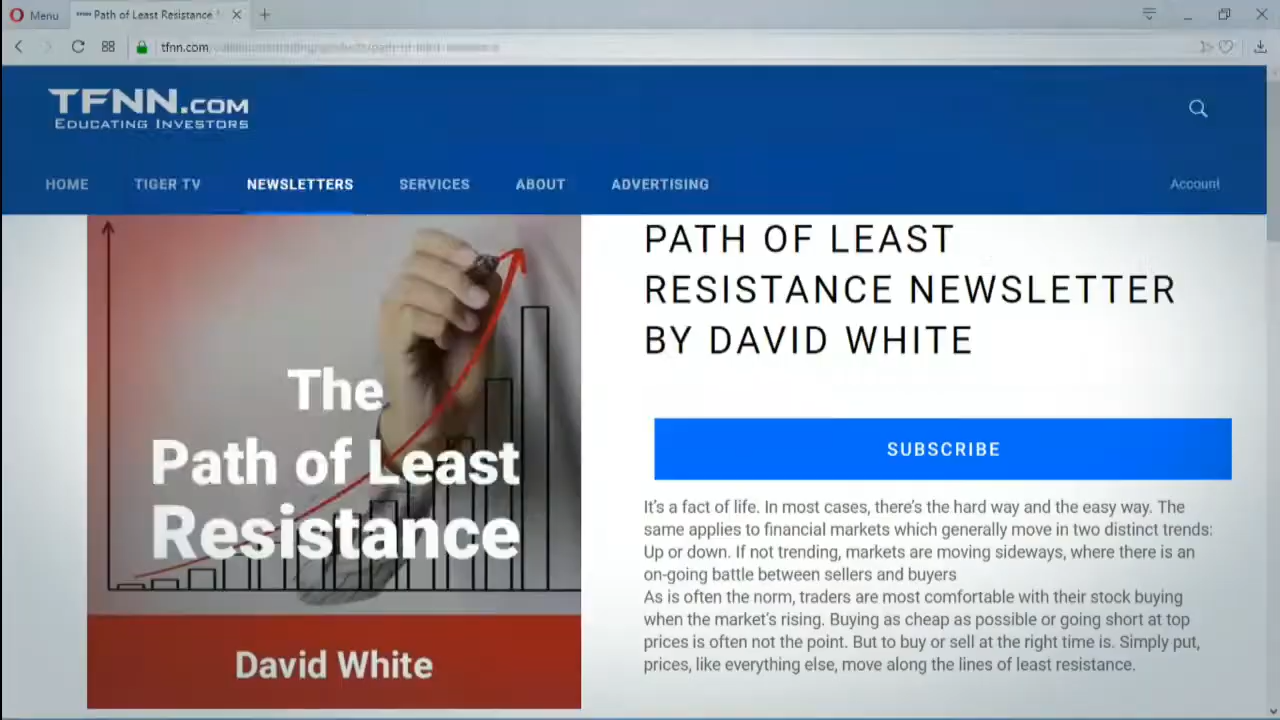 Menu
Path of Least Resistance
tfnn.com
TFNN.COM
EDUCATING INVESTORS
HOME
TIGER TV
NEWSLETTERS
SERVICES
ABOUT
ADVERTISING
Account
The
Path of Least
Resistance
David White
PATH OF LEAST
RESISTANCE NEWSLETTER
BY DAVID WHITE
SUBSCRIBE
It's a fact of life. In most cases, there's the hard way and the easy way. The
same applies to financial markets which generally move in two distinct trends:
Up or down. If not trending, markets are moving sideways, where there is an
on-going battle between sellers and buyers
As is often the norm, traders are most comfortable with their stock buying
when the market's rising. Buying as cheap as possible or going short at top
prices is often not the point. But to buy or sell at the right time is. Simply put,
prices, like everything else, move along the lines of least resistance.